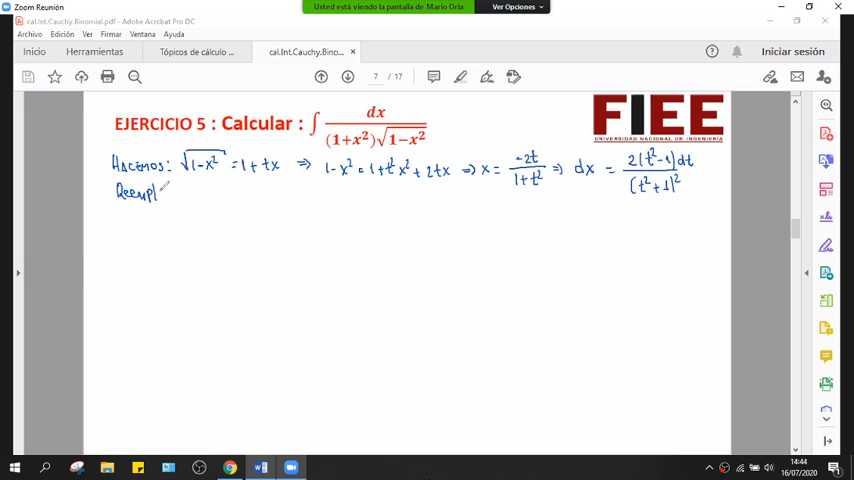 Zoom Reunión
Usted está viendo la pantalla de Mario Oria
Ver Opciones
cal.Int.Cauchy.Binomial.pdf - Adobe Acrobat Pro DC
Archivo Edición Ver Firmar Ventana Ayuda
Inicio Herramientas Tópicos de cálculo ... cal.Int.Cauchy.Bino... × Iniciar sesión
7 / 17
EJERCICIO 5 : Calcular : ∫ dx / (1+x²)√(1−x²)
FIEE
UNIVERSIDAD NACIONAL DE INGENIERÍA
Hacemos: √(1-x²) = 1 + tx ⇒ 1-x² = 1 + t²x² + 2tx ⇒ x = -2t / 1+t² ⇒ dx = 2(t²-1)dt / (t²+1)²
Reempl
14:44
16/07/2020